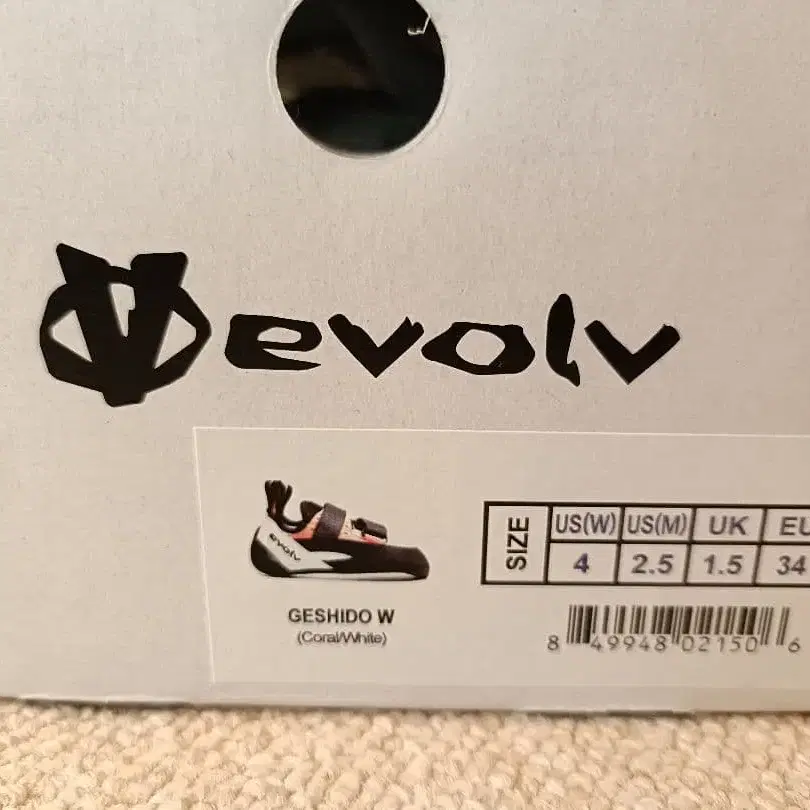 evolv
evolv
GESHIDO W
(Coral/White)
SIZE
US(W) US(M) UK EU
4 2.5 1.5 34
8 49948 02150 6